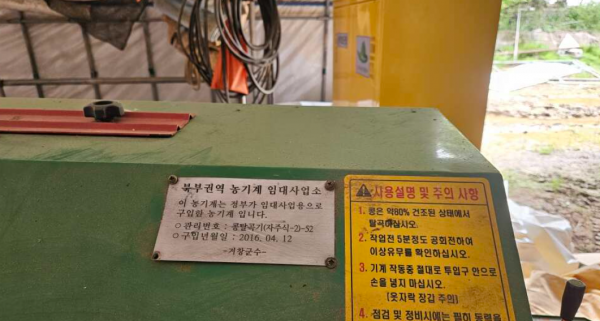 북부권역 농기계 임대사업소
이 농기계는 정부가 임대사업용으로
구입한 농기계 입니다.
○ 관리번호 : 콩탈곡기(자주식-2)-52
○ 구입년월일 : 2016. 04. 12
-거창군수-
사용설명 및 주의 사항
1. 콩은 약80% 건조된 상태에서
탈곡하십시오.
2. 작업전 5분정도 공회전하여
이상유무를 확인하십시오.
3. 기계 작동중 절대로 투입구 안으로
손을 넣지 마십시오.
(옷자락 장갑 주의)
4. 점검 및 정비시에는 필히 동력을